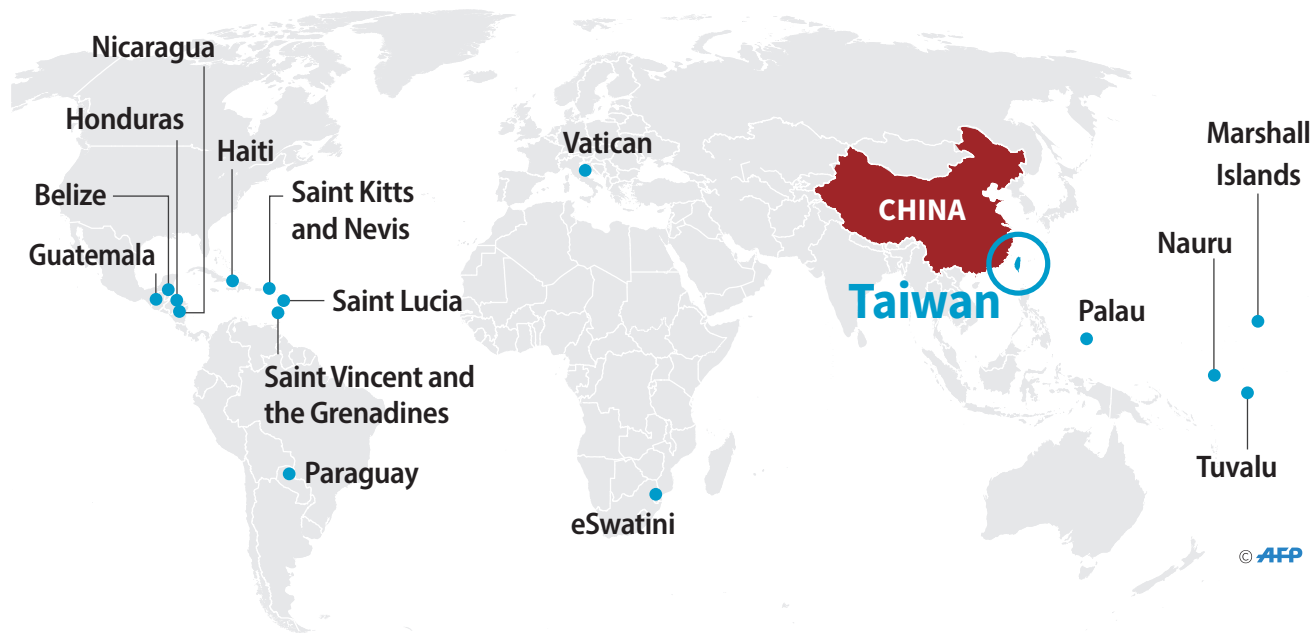 Nicaragua
Honduras
Haiti
Belize
Guatemala
Saint Kitts
and Nevis
Saint Lucia
Saint Vincent and
the Grenadines
Paraguay
Vatican
eSwatini
CHINA
Taiwan
Palau
Marshall
Islands
Nauru
Tuvalu
© AFP